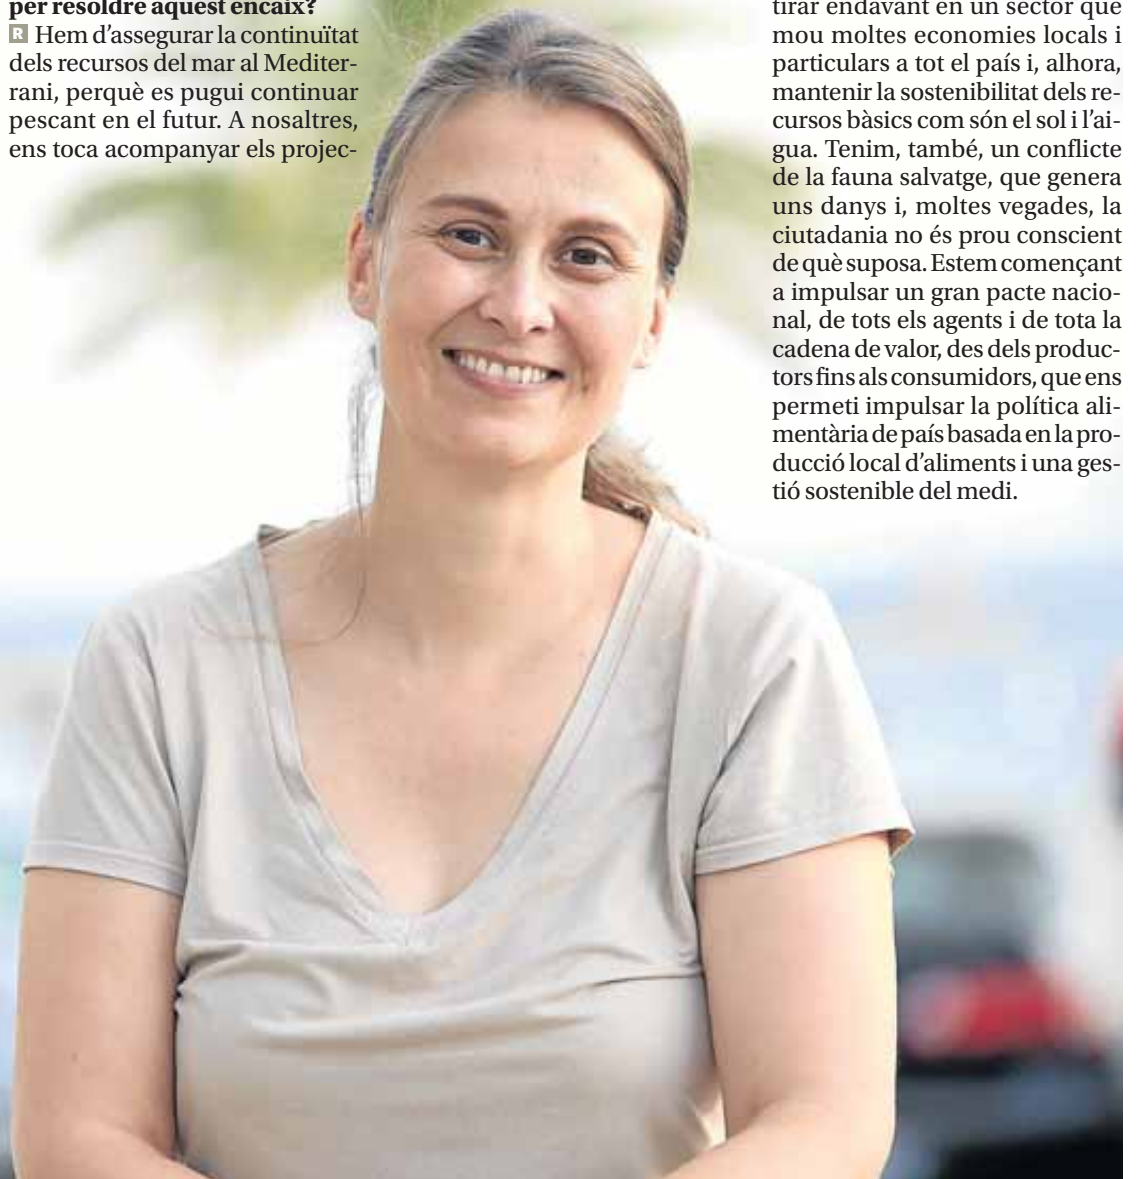 per resoldre aquest encaix?
R Hem d'assegurar la continuïtat
dels recursos del mar al Mediter-
rani, perquè es pugui continuar
pescant en el futur. A nosaltres,
ens toca acompanyar els projec-
tirar endavant en un sector que
mou moltes economies locals i
particulars a tot el país i, alhora,
mantenir la sostenibilitat dels re-
cursos bàsics com són el sol i l'ai-
gua. Tenim, també, un conflicte
de la fauna salvatge, que genera
uns danys i, moltes vegades, la
ciutadania no és prou conscient
de què suposa. Estem començant
a impulsar un gran pacte nacio-
nal, de tots els agents i de tota la
cadena de valor, des dels produc-
tors fins als consumidors, que ens
permeti impulsar la política ali-
mentària de país basada en la pro-
ducció local d'aliments i una ges-
tió sostenible del medi.